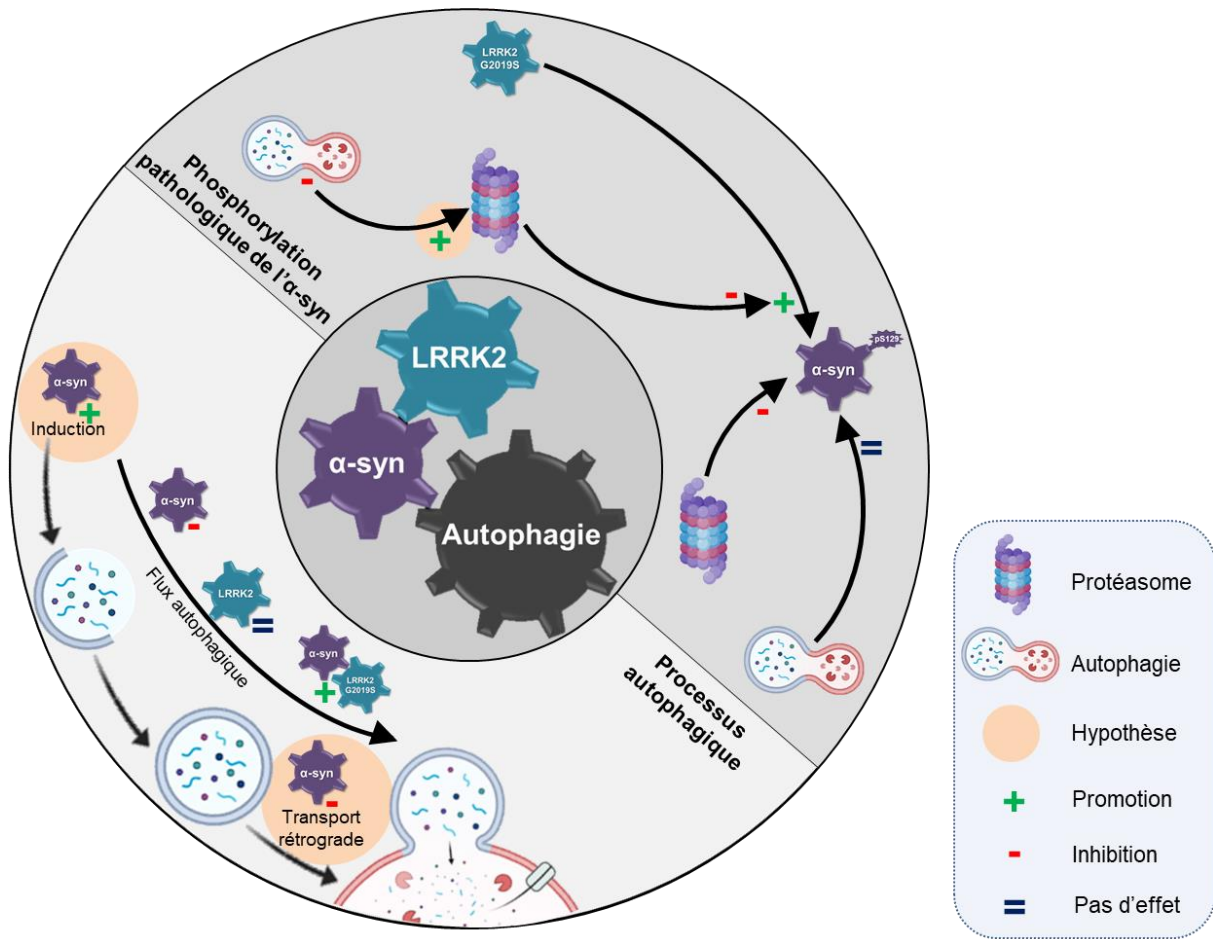 LRRK2
G2019S
Phosphorylation
pathologique de l'α-syn
pS129
α-syn
LRRK2
α-syn
Autophagie
α-syn
+
Induction
α-syn
-
LRRK2
=
Flux autophagique
α-syn
LRRK2
G2019S
+
α-syn
-
Transport
rétrograde
-
+
-
+
-
=
Processus
autophagique
Protéasome
Autophagie
Hypothèse
+ Promotion
- Inhibition
= Pas d'effet